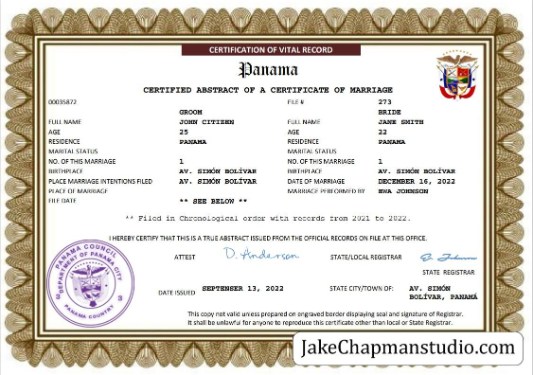 CERTIFICATION OF VITAL RECORD
Panama
CERTIFIED ABSTRACT OF A CERTIFICATE OF MARRIAGE
00035872 FILE # 273
GROOM BRIDE
FULL NAME JOHN CITIZEN FULL NAME JANE SMITH
AGE 25 AGE 22
RESIDENCE PANAMA RESIDENCE PANAMA
MARITAL STATUS MARITAL STATUS
NO. OF THIS MARRIAGE 1 NO. OF THIS MARRIAGE 1
BIRTHPLACE AV. SIMÓN BOLÍVAR BIRTHPLACE AV. SIMÓN BOLÍVAR
PLACE MARRIAGE INTENTIONS FILED AV. SIMÓN BOLÍVAR DATE OF MARRIAGE DECEMBER 16, 2022
PLACE OF MARRIAGE MARRIAGE PERFORMED BY EWA JOHNSON
FILE DATE ** SEE BELOW **
** Filed in Chronological order with records from 2021 to 2022.
I HEREBY CERTIFY THAT THIS IS A TRUE ABSTRACT ISSUED FROM THE OFFICIAL RECORDS ON FILE AT THIS OFFICE.
ATTEST D. Anderson STATE/LOCAL REGISTRAR
STATE REGISTRAR
PANAMA COUNCIL
DEPARTMENT OF PANAMA CITY
PANAMA COUNTRY
DATE ISSUED SEPTENSER 13, 2022 STATE CITY/TOWN OF: AV. SIMÓN
BOLÍVAR, PANAMÁ
This copy not valid unless prepared on engraved border displaying seal and signature of Registrar.
It shall be unlawful for anyone to reproduce this certificate other than local or State Registrar.
JakeChapmanstudio.com